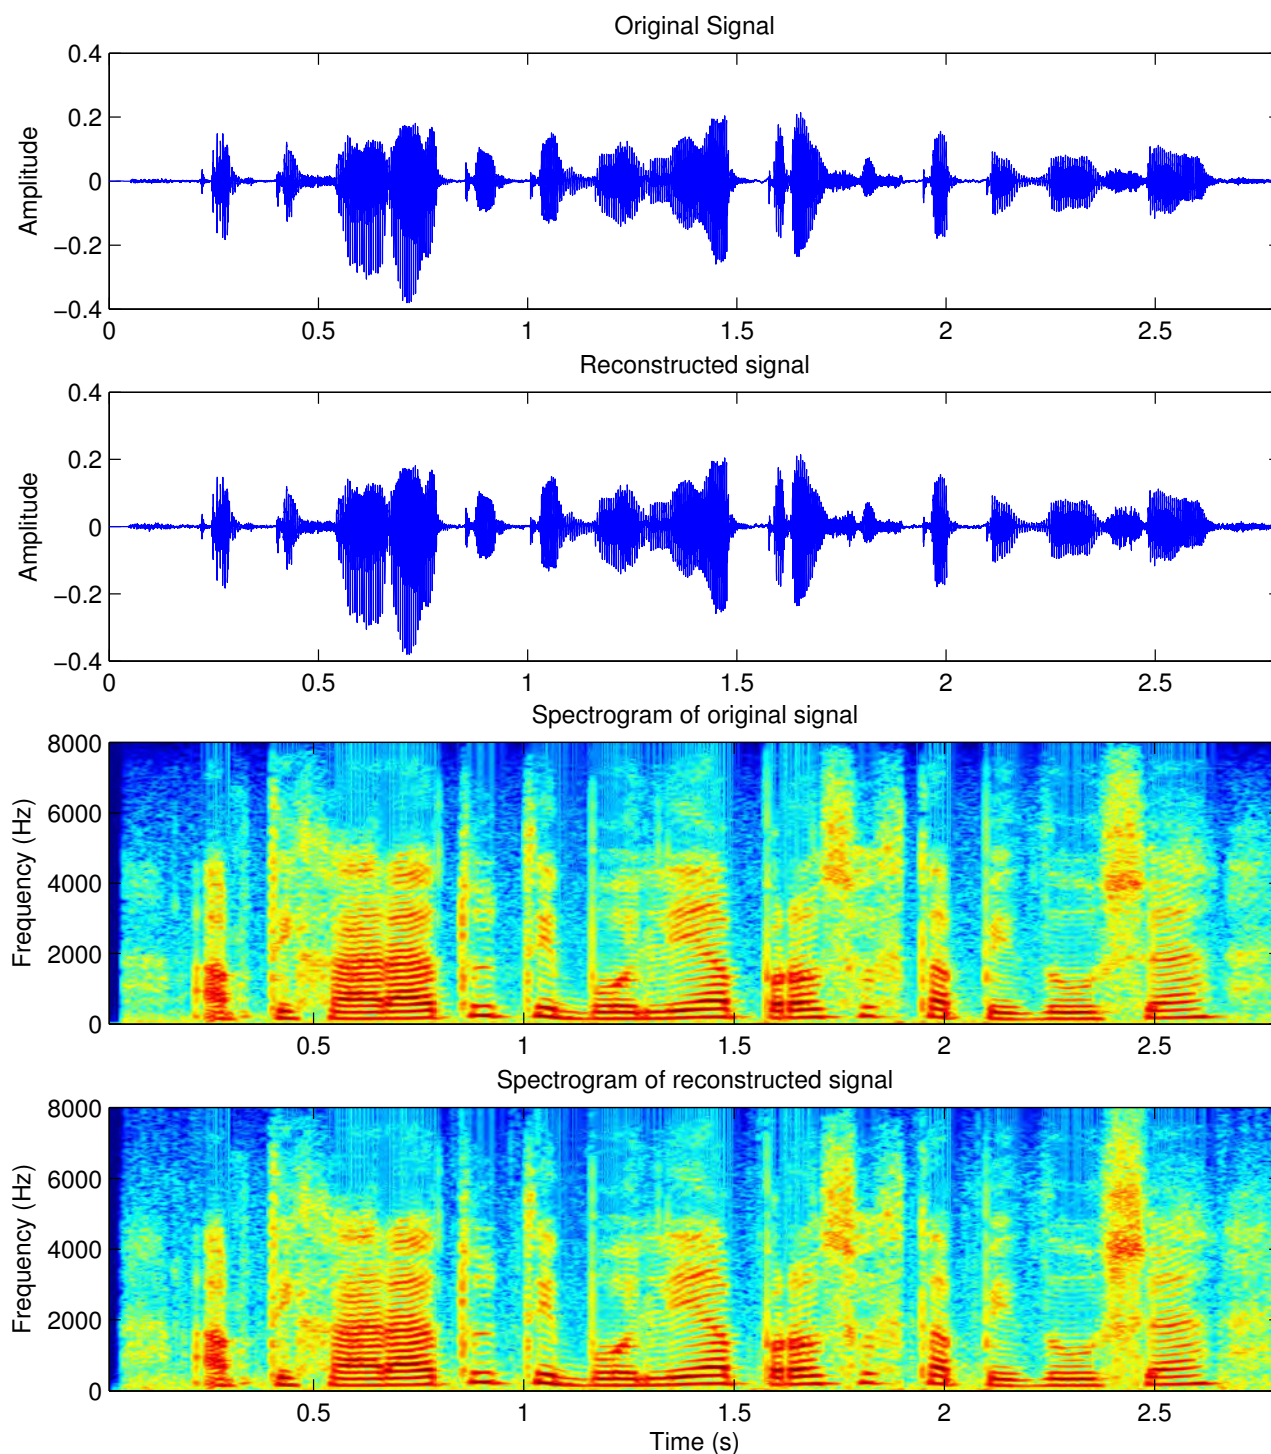 Original Signal
0.4
0.2
0
−0.2
−0.4
Amplitude
0 0.5 1 1.5 2 2.5
Reconstructed signal
0.4
0.2
0
−0.2
−0.4
Amplitude
0 0.5 1 1.5 2 2.5
Spectrogram of original signal
8000
6000
4000
2000
0
Frequency (Hz)
0.5 1 1.5 2 2.5
Spectrogram of reconstructed signal
8000
6000
4000
2000
0
Frequency (Hz)
0.5 1 1.5 2 2.5
Time (s)